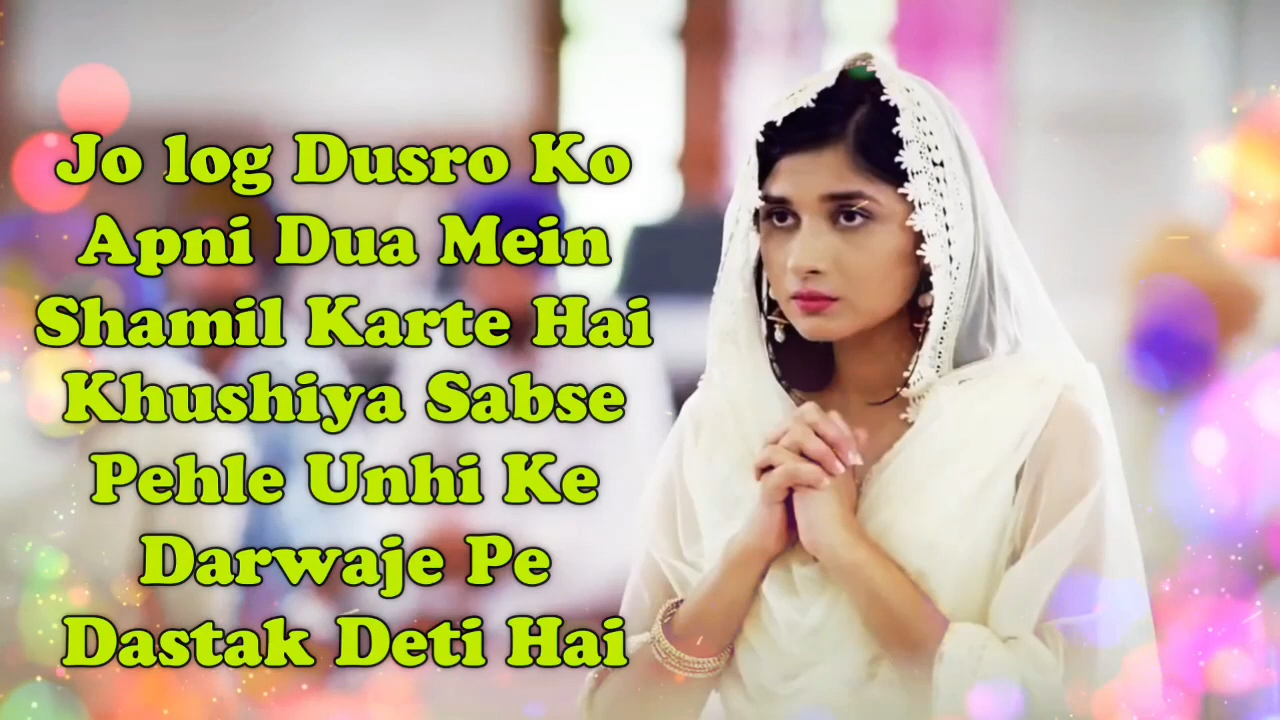 Jo log Dusro Ko
Apni Dua Mein
Shamil Karte Hai
Khushiya Sabse
Pehle Unhi Ke
Darwaje Pe
Dastak Deti Hai